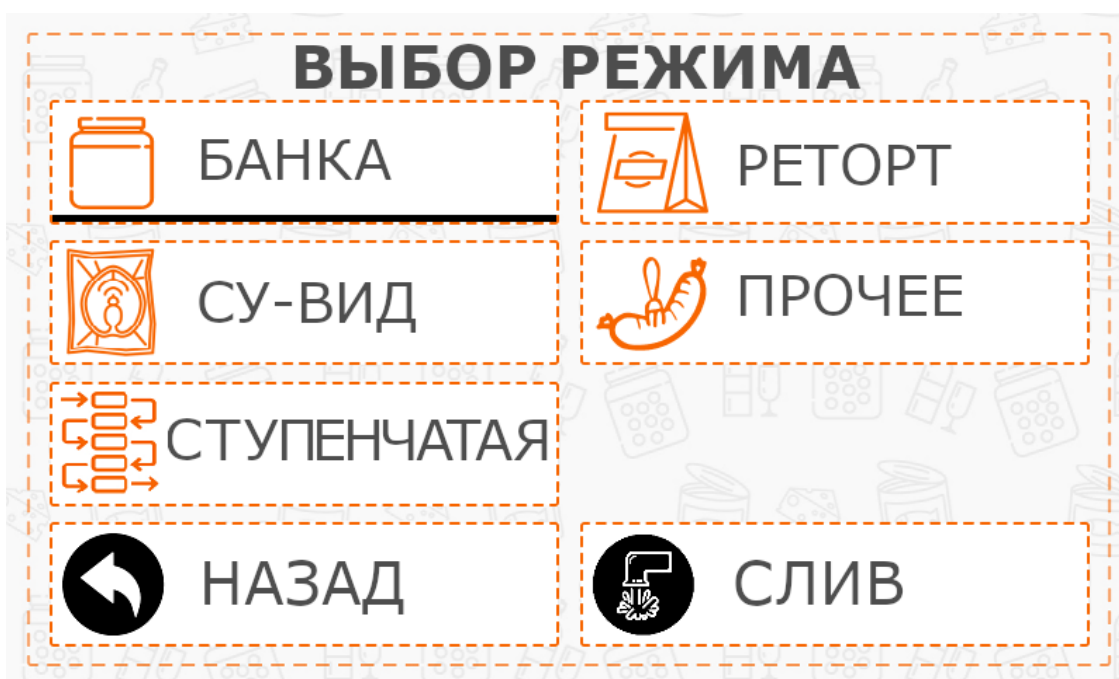 ВЫБОР РЕЖИМА
БАНКА
РЕТОРТ
СУ-ВИД
ПРОЧЕЕ
СТУПЕНЧАТАЯ
НАЗАД
СЛИВ